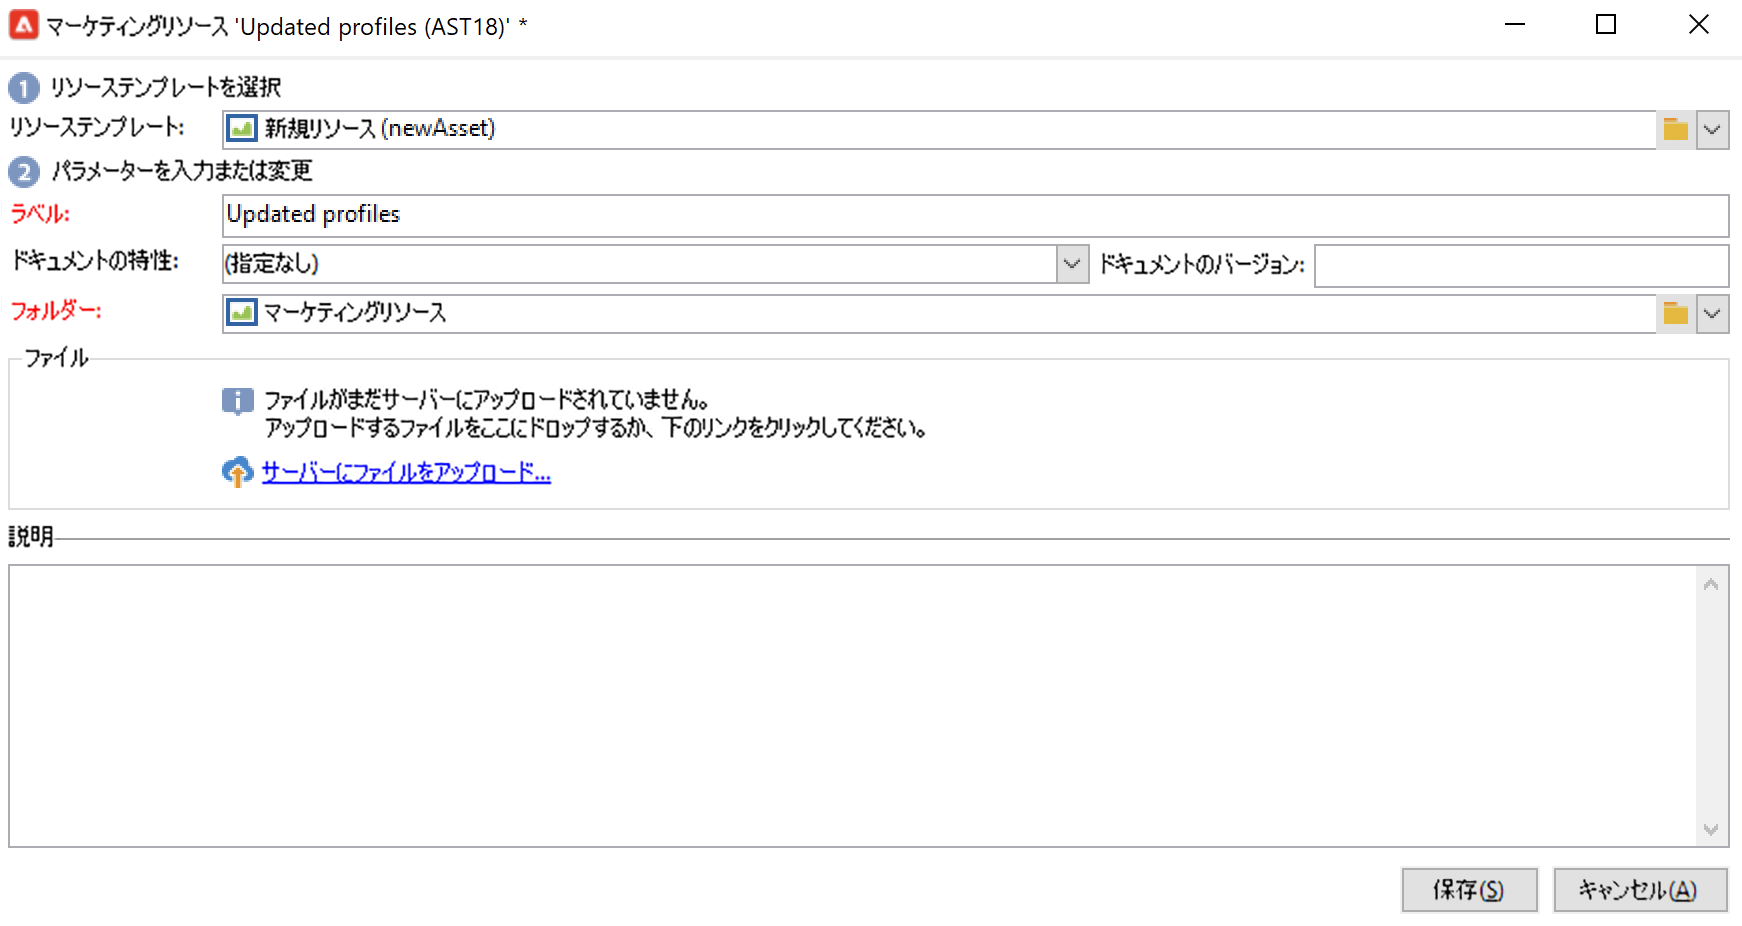 マーケティングリソース 'Updated profiles (AST18)' *
1 リソーステンプレートを選択
リソーステンプレート: 新規リソース (newAsset)
2 パラメーターを入力または変更
ラベル: Updated profiles
ドキュメントの特性: (指定なし) ドキュメントのバージョン:
フォルダー: マーケティングリソース
ファイル
ファイルがまだサーバーにアップロードされていません。
アップロードするファイルをここにドロップするか、下のリンクをクリックしてください。
サーバーにファイルをアップロード...
説明
保存(S) キャンセル(A)